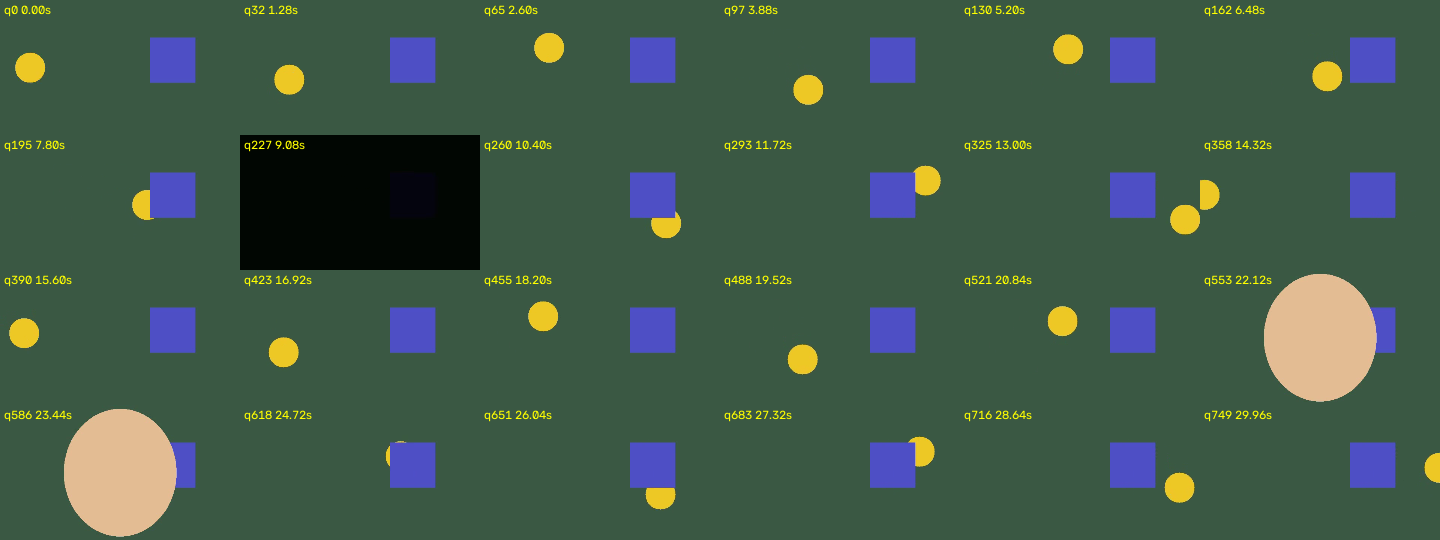 q0 0.00s
q32 1.28s
q65 2.60s
q97 3.88s
q130 5.20s
q162 6.48s
q195 7.80s
q227 9.08s
q260 10.40s
q293 11.72s
q325 13.00s
q358 14.32s
q390 15.60s
q423 16.92s
q455 18.20s
q488 19.52s
q521 20.84s
q553 22.12s
q586 23.44s
q618 24.72s
q651 26.04s
q683 27.32s
q716 28.64s
q749 29.96s